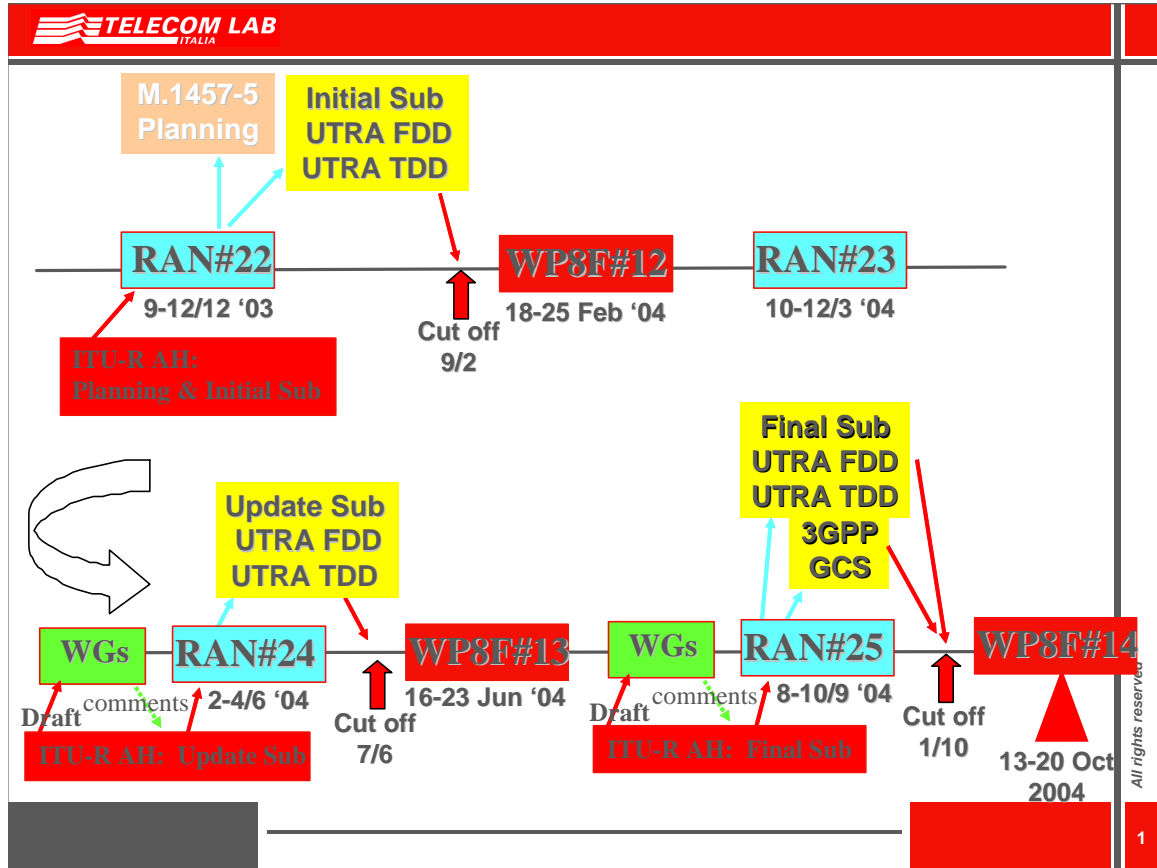 TELECOM LAB
ITALIA
M.1457-5
Planning
Initial Sub
UTRA FDD
UTRA TDD
RAN#22
WP8F#12
RAN#23
9-12/12 ‘03
18-25 Feb ‘04
10-12/3 ‘04
Cut off
9/2
ITU-R AH:
Planning & Initial Sub
Final Sub
UTRA FDD
UTRA TDD
3GPP
GCS
Update Sub
UTRA FDD
UTRA TDD
WGs
RAN#24
WP8F#13
WGs
RAN#25
WP8F#14
comments
2-4/6 ‘04
16-23 Jun ‘04
comments
8-10/9 ‘04
Draft
Cut off
7/6
Draft
Cut off
1/10
ITU-R AH: Update Sub
ITU-R AH: Final Sub
13-20 Oct
2004
All rights reserved
1